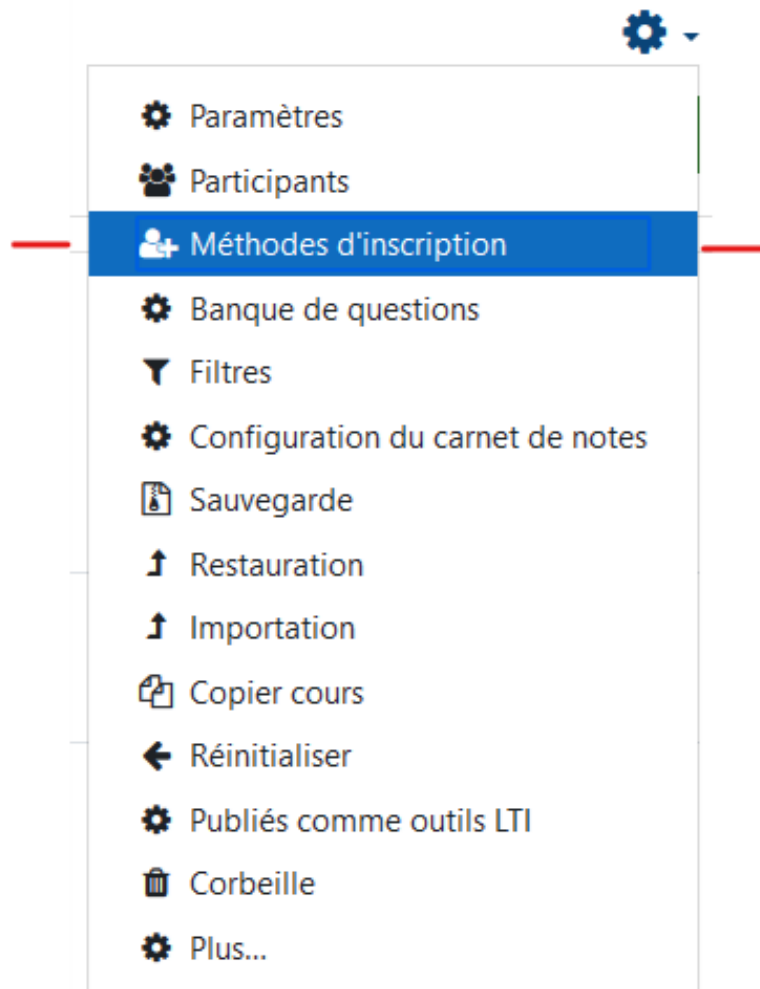 Paramètres
Participants
Méthodes d'inscription
Banque de questions
Filtres
Configuration du carnet de notes
Sauvegarde
Restauration
Importation
Copier cours
Réinitialiser
Publiés comme outils LTI
Corbeille
Plus...